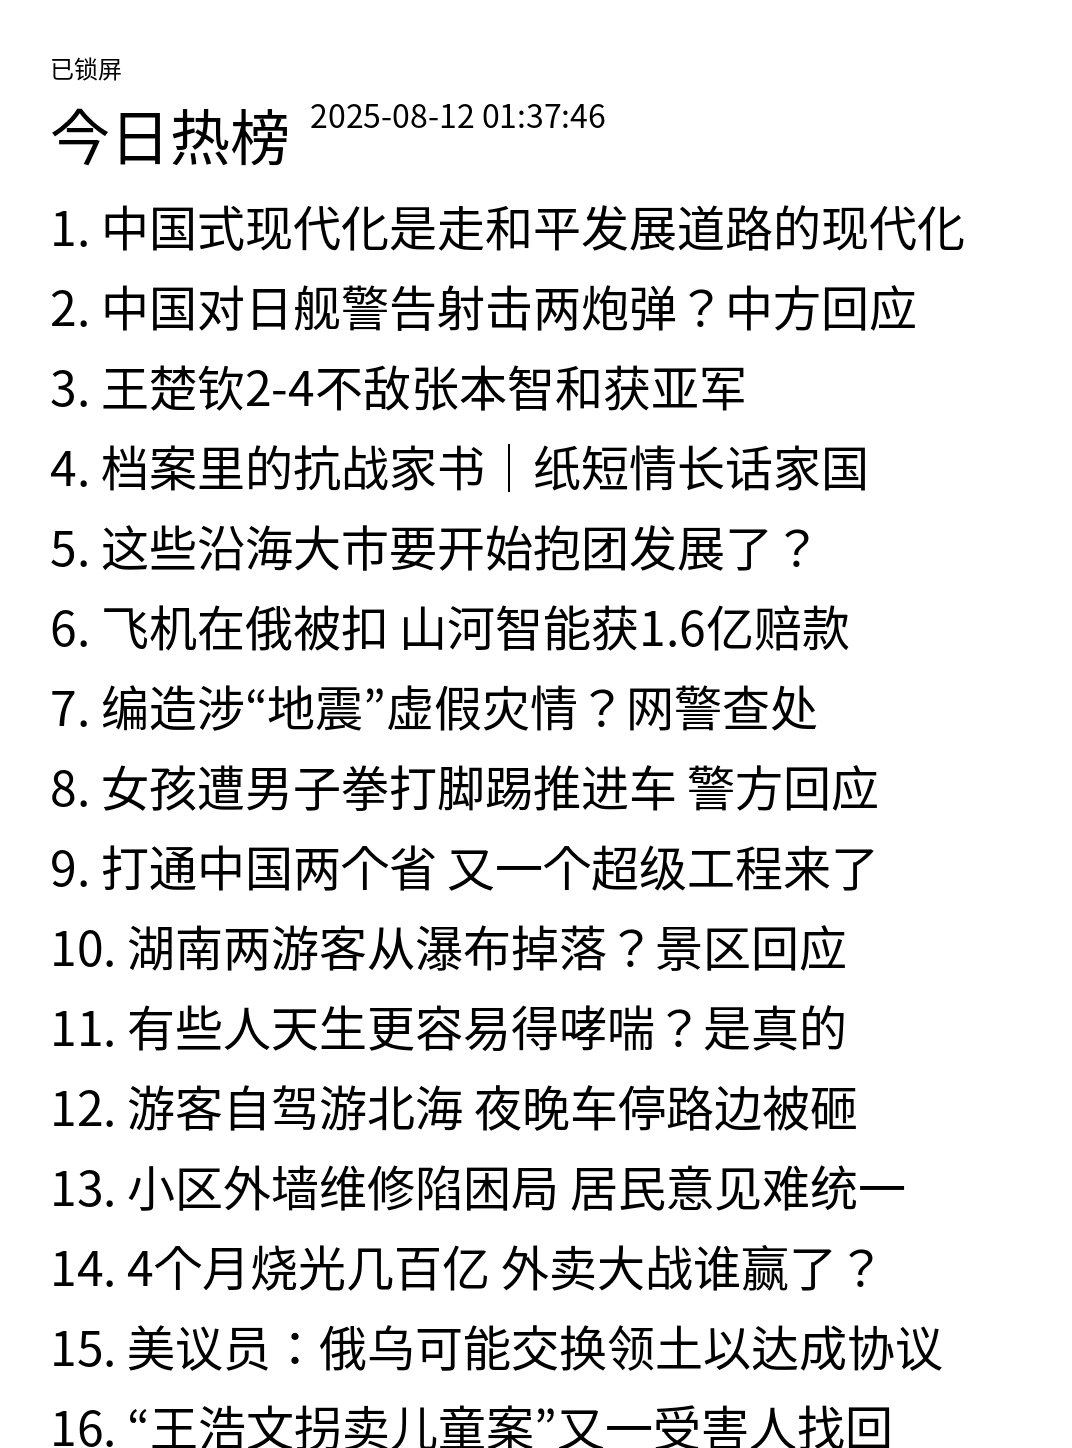 已锁屏
今日热榜 2025-08-12 01:37:46
1. 中国式现代化是走和平发展道路的现代化
2. 中国对日舰警告射击两炮弹？中方回应
3. 王楚钦2-4不敌张本智和获亚军
4. 档案里的抗战家书｜纸短情长话家国
5. 这些沿海大市要开始抱团发展了？
6. 飞机在俄被扣 山河智能获1.6亿赔款
7. 编造涉“地震”虚假灾情？网警查处
8. 女孩遭男子拳打脚踢推进车 警方回应
9. 打通中国两个省 又一个超级工程来了
10. 湖南两游客从瀑布掉落？景区回应
11. 有些人天生更容易得哮喘？是真的
12. 游客自驾游北海 夜晚车停路边被砸
13. 小区外墙维修陷困局 居民意见难统一
14. 4个月烧光几百亿 外卖大战谁赢了？
15. 美议员：俄乌可能交换领土以达成协议
16. “王浩文拐卖儿童案”又一受害人找回